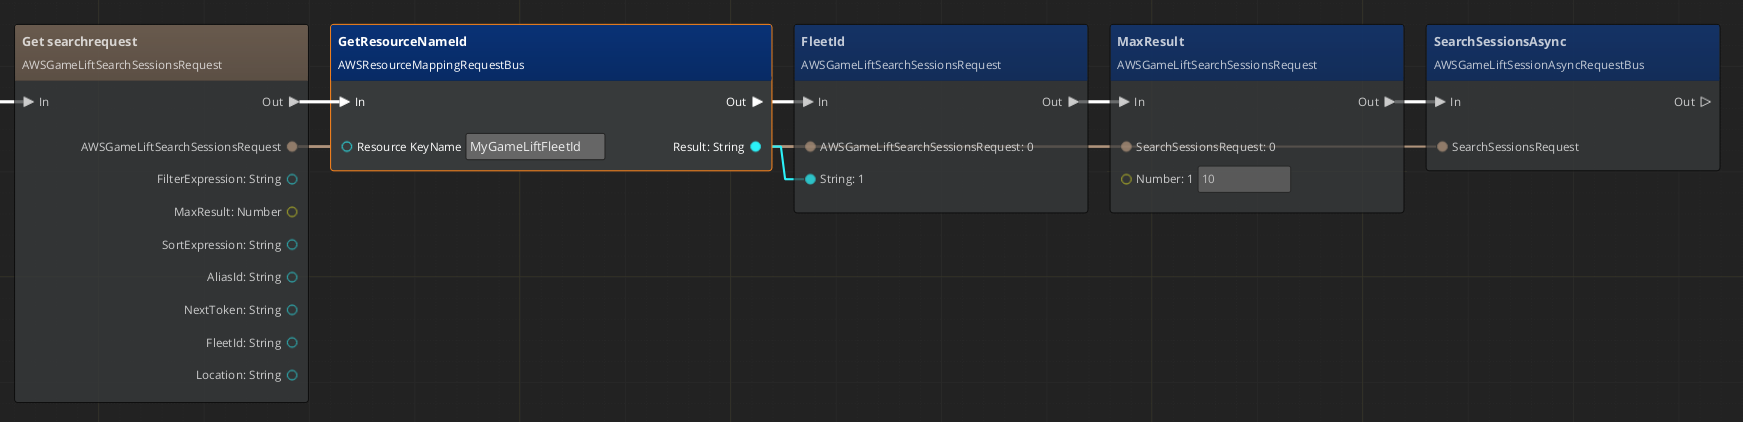 Get searchrequest
AWSGameLiftSearchSessionsRequest
In
Out
AWSGameLiftSearchSessionsRequest
FilterExpression: String
MaxResult: Number
SortExpression: String
AliasId: String
NextToken: String
FleetId: String
Location: String
GetResourceNameId
AWSResourceMappingRequestBus
In
Out
Resource KeyName MyGameLiftFleetId
Result: String
FleetId
AWSGameLiftSearchSessionsRequest
In
Out
AWSGameLiftSearchSessionsRequest: 0
String: 1
MaxResult
AWSGameLiftSearchSessionsRequest
In
Out
SearchSessionsRequest: 0
Number: 1 10
SearchSessionsAsync
AWSGameLiftSessionAsyncRequestBus
In
Out
SearchSessionsRequest